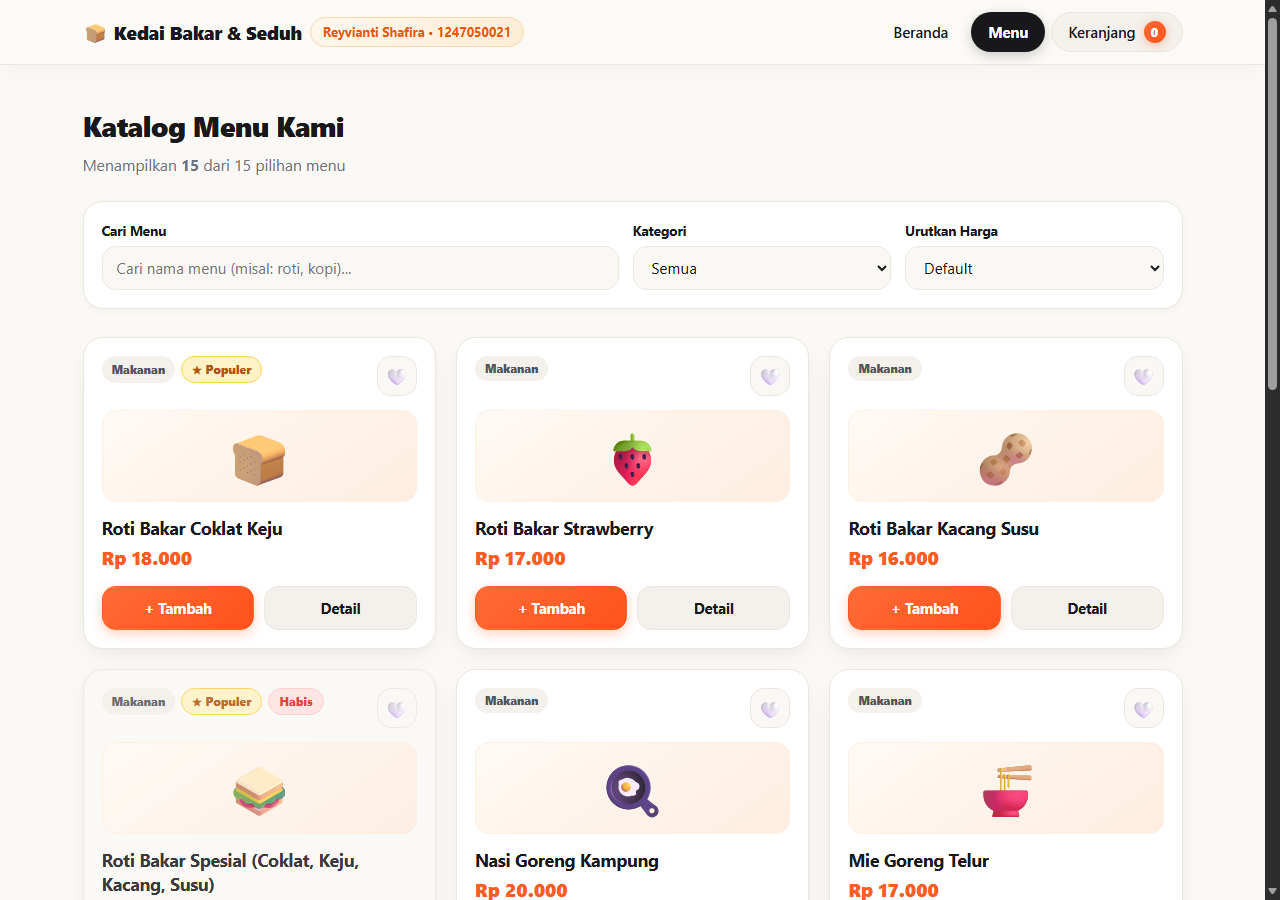 Kedai Bakar & Seduh
Reyvianti Shafira • 1247050021
Beranda
Menu
Keranjang 0
Katalog Menu Kami
Menampilkan 15 dari 15 pilihan menu
Cari Menu
Kategori
Urutkan Harga
Cari nama menu (misal: roti, kopi)...
Semua
Default
Makanan
★ Populer
Roti Bakar Coklat Keju
Rp 18.000
+ Tambah
Detail
Makanan
Roti Bakar Strawberry
Rp 17.000
+ Tambah
Detail
Makanan
Roti Bakar Kacang Susu
Rp 16.000
+ Tambah
Detail
Makanan
★ Populer
Habis
Roti Bakar Spesial (Coklat, Keju,
Kacang, Susu)
Makanan
Nasi Goreng Kampung
Rp 20.000
Makanan
Mie Goreng Telur
Rp 17.000